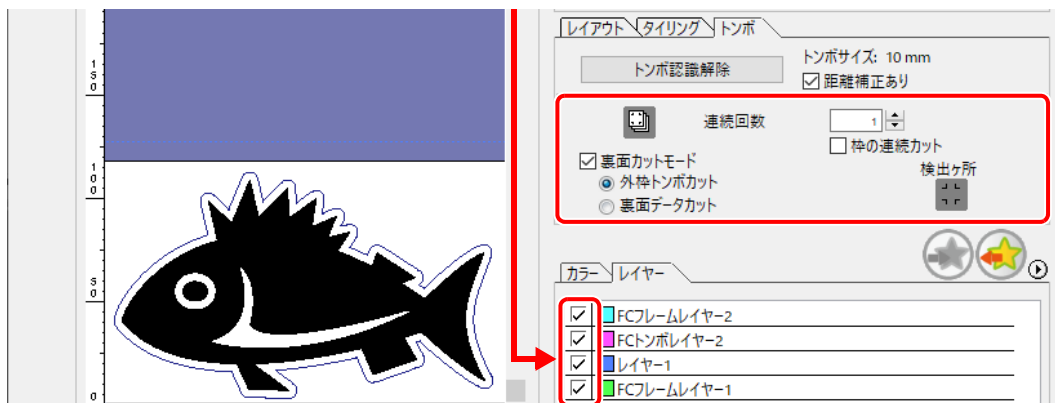 レイアウト タイリング トンボ
トンボ認識解除
トンボサイズ: 10 mm
距離補正あり
連続回数
1
枠の連続カット
裏面カットモード
外枠トンボカット
裏面データカット
検出ヶ所
カラー レイヤー
FCフレームレイヤー2
FCトンボレイヤー2
レイヤー1
FCフレームレイヤー1
150
100
50
0